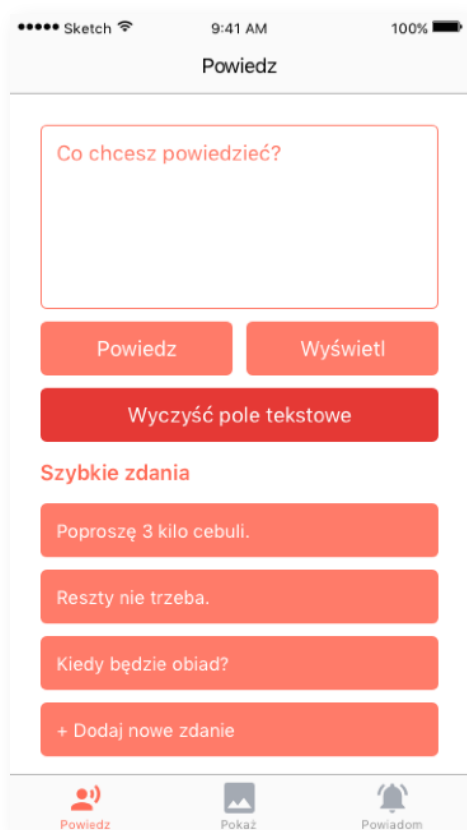 Sketch 9:41 AM 100%
Powiedz
Co chcesz powiedzieć?
Powiedz Wyświetl
Wyczyść pole tekstowe
Szybkie zdania
Poproszę 3 kilo cebuli.
Reszty nie trzeba.
Kiedy będzie obiad?
+ Dodaj nowe zdanie
Powiedz Pokaż Powiadom